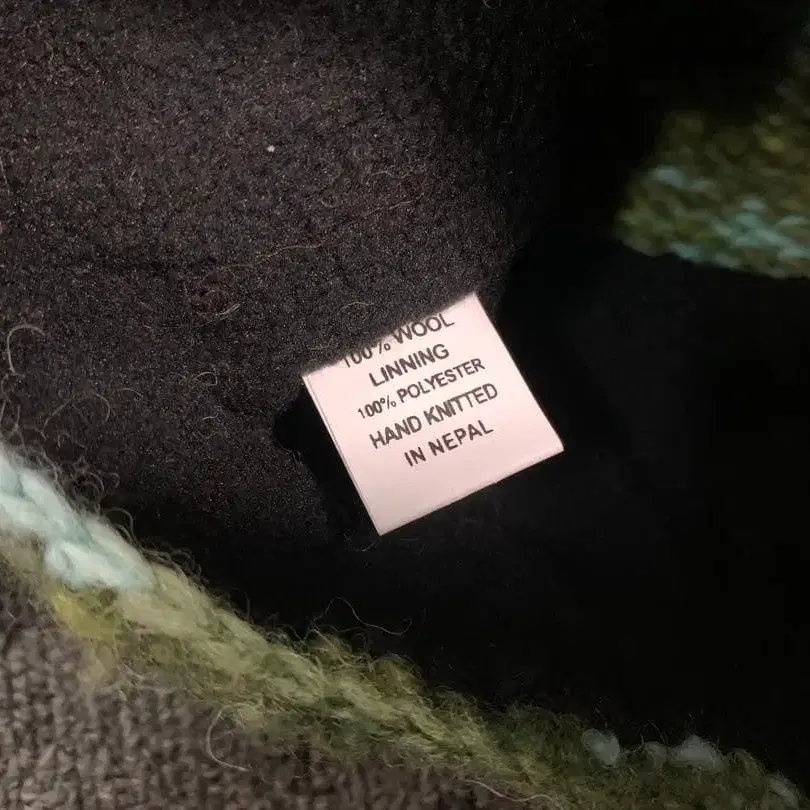 100% WOOL
LINNING
100% POLYESTER
HAND KNITTED
IN NEPAL